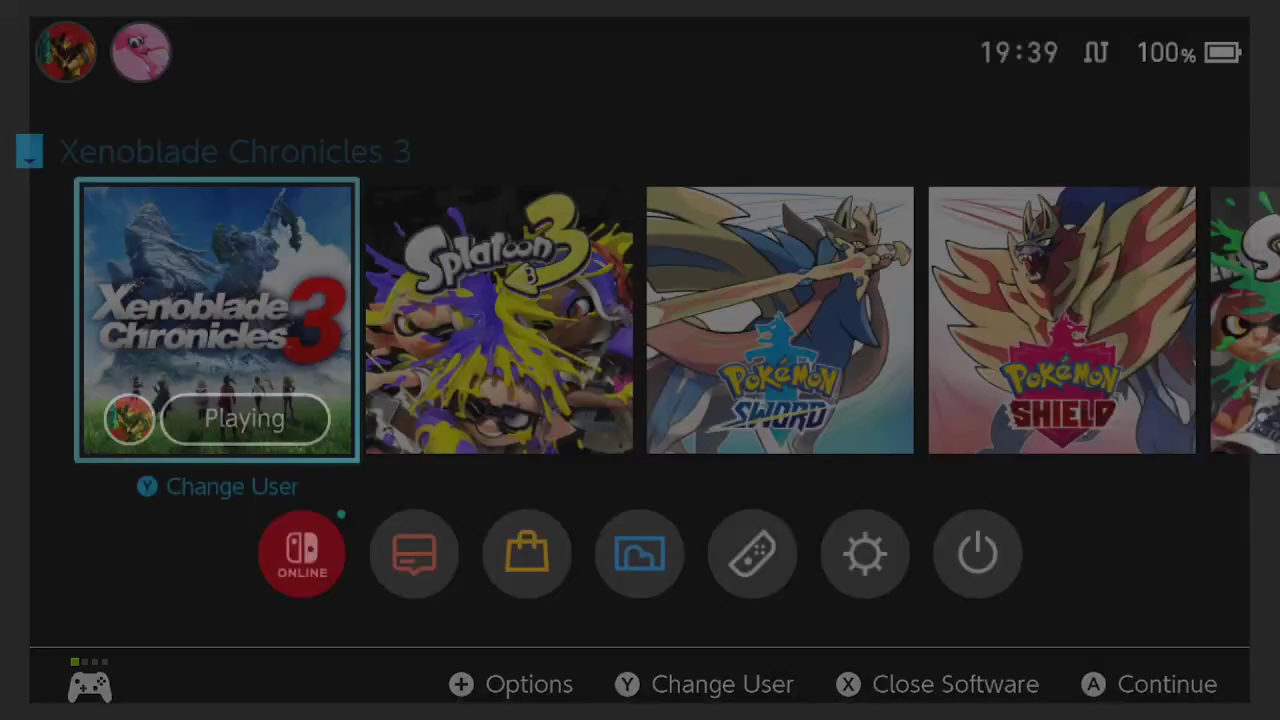 19:39 100%
Xenoblade Chronicles 3
Xenoblade
Chronicles 3
Playing
Splatoon 3
POKÉMON
SWORD
POKÉMON
SHIELD
Y Change User
ONLINE
+ Options Y Change User X Close Software A Continue